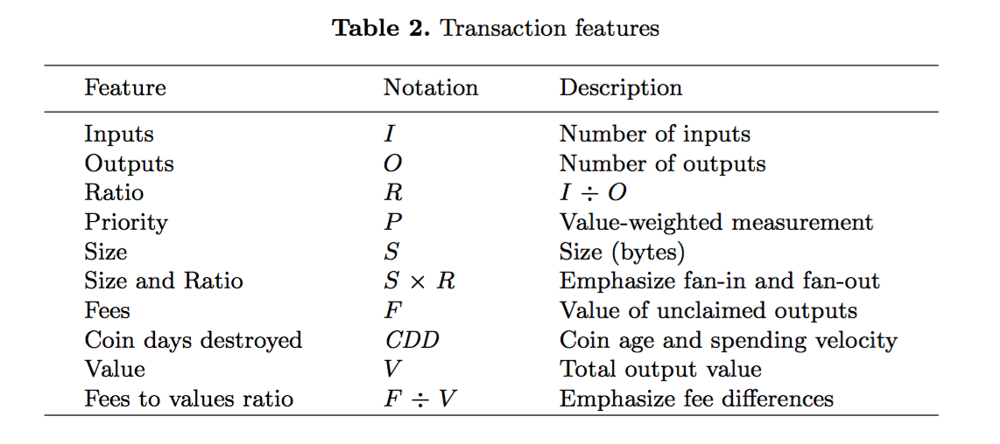 Table 2. Transaction features
Feature Notation Description
Inputs I Number of inputs
Outputs O Number of outputs
Ratio R I ÷ O
Priority P Value-weighted measurement
Size S Size (bytes)
Size and Ratio S × R Emphasize fan-in and fan-out
Fees F Value of unclaimed outputs
Coin days destroyed CDD Coin age and spending velocity
Value V Total output value
Fees to values ratio F ÷ V Emphasize fee differences